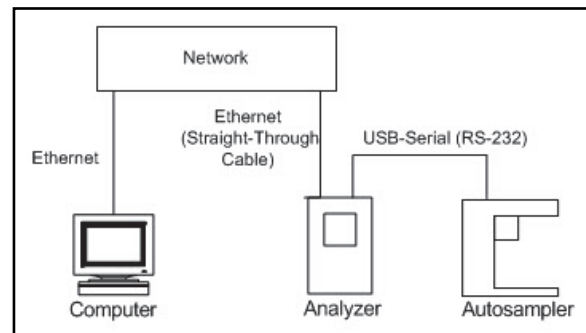 Network
Ethernet
(Straight-Through
Cable)
USB-Serial (RS-232)
Ethernet
Computer
Analyzer
Autosampler